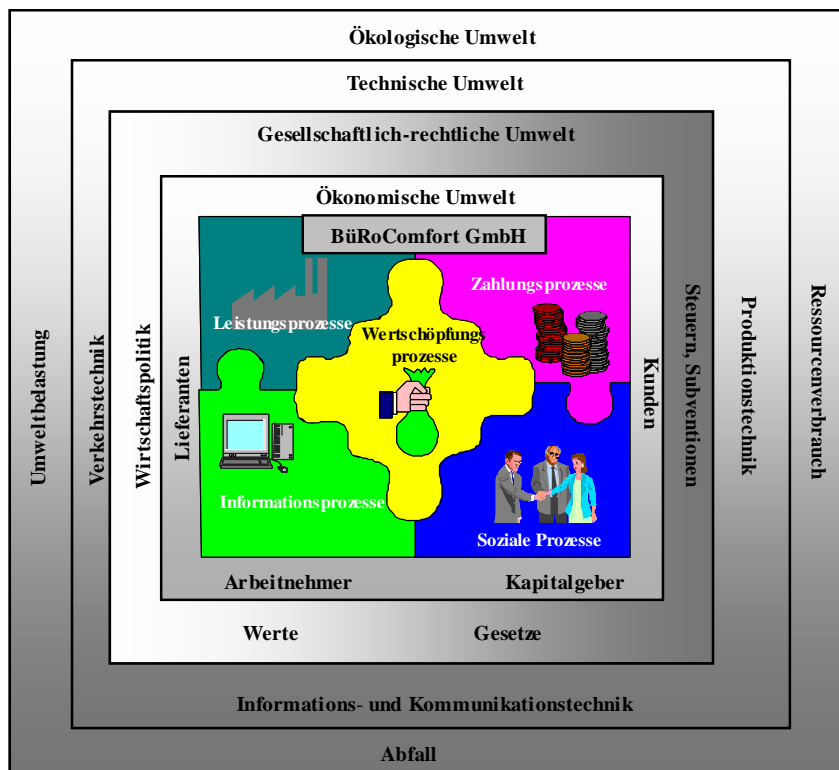 Ökologische Umwelt
Technische Umwelt
Gesellschaftlich-rechtliche Umwelt
Ökonomische Umwelt
BüRoComfort GmbH
Umweltbelastung
Verkehrstechnik
Wirtschaftspolitik
Lieferanten
Leistungsprozesse
Zahlungsprozesse
Wertschöpfungs
prozesse
Informationsprozesse
Soziale Prozesse
Kunden
Steuern, Subventionen
Produktionstechnik
Ressourcenverbrauch
Arbeitnehmer
Kapitalgeber
Werte
Gesetze
Informations- und Kommunikationstechnik
Abfall